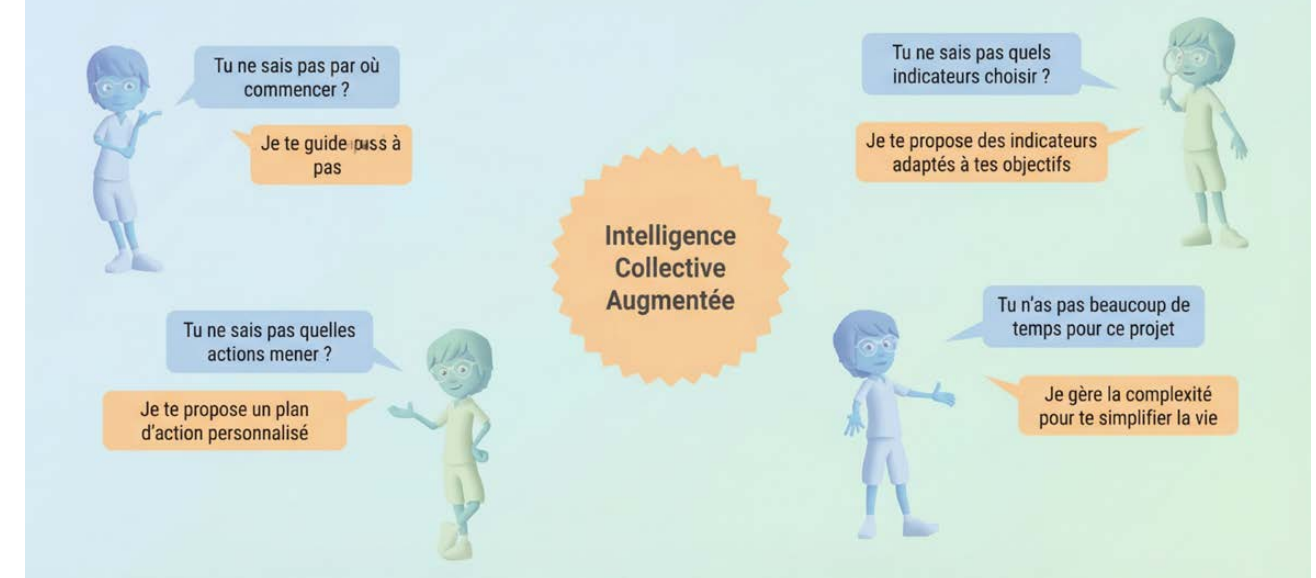 Tu ne sais pas par où
commencer ?
Je te guide à
pas
Tu ne sais pas quels
indicateurs choisir ?
Je te propose des indicateurs
adaptés à tes objectifs
Intelligence
Collective
Augmentée
Tu ne sais pas quelles
actions mener ?
Je te propose un plan
d'action personnalisé
Tu n'as pas beaucoup de
temps pour ce projet
Je gère la complexité
pour te simplifier la vie